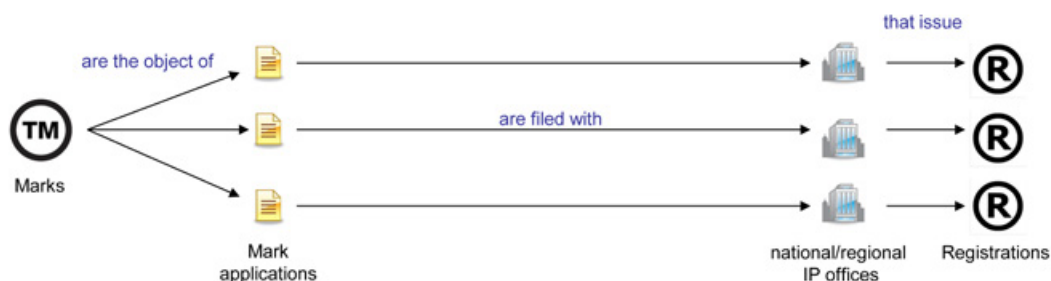 that issue
are the object of
R
TM
are filed with
R
Marks
R
Mark
applications
national/regional
IP offices
Registrations